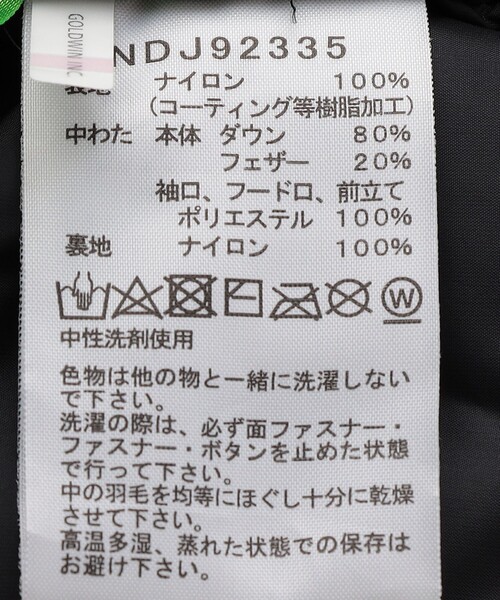 GOLDWIN INC
NDJ92335
表地 ナイロン 100%
(コーティング等樹脂加工)
中わた 本体 ダウン 80%
フェザー 20%
袖口、フードロ、前立て
ポリエステル 100%
裏地 ナイロン 100%
W
中性洗剤使用
色物は他の物と一緒に洗濯しない
で下さい。
洗濯の際は、必ず面ファスナー・
ファスナー・ボタンを止めた状態
で行って下さい。
中の羽毛を均等にほぐし十分に乾燥
させて下さい。
高温多湿、蒸れた状態での保存は
お避け下さい。